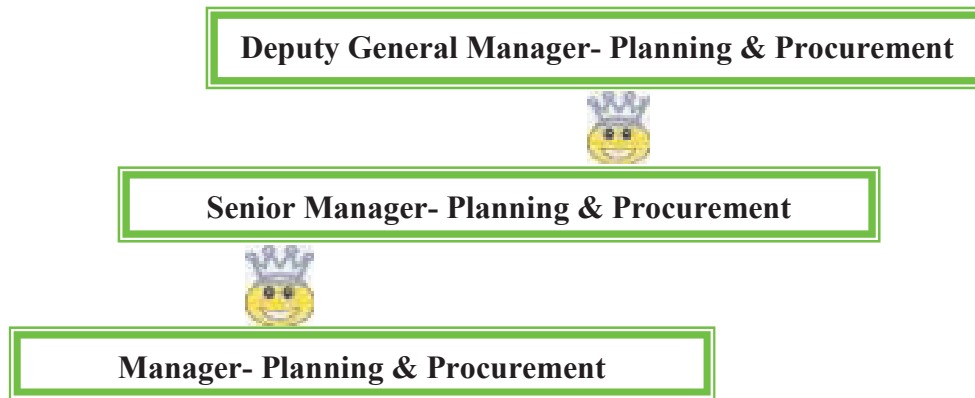 Deputy General Manager- Planning & Procurement
Senior Manager- Planning & Procurement
Manager- Planning & Procurement